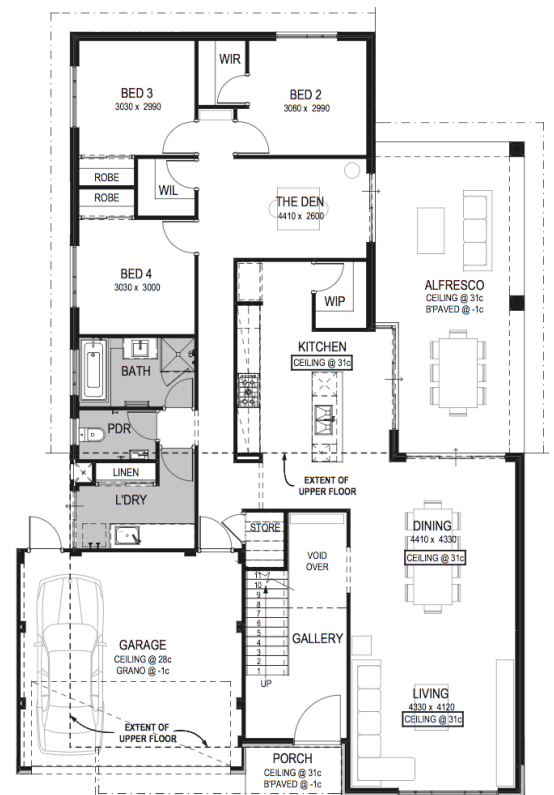 WIR
BED 3
3030 x 2990
BED 2
3080 x 2990
ROBE
WIL
ROBE
THE DEN
4410 x 2600
BED 4
3030 x 3000
WIP
ALFRESCO
CEILING @ 31c
B'PAVED @ -1c
KITCHEN
CEILING @ 31c
BATH
PDR
LINEN
EXTENT OF
UPPER FLOOR
L'DRY
STORE
DINING
4410 x 4330
CEILING @ 31c
VOID
OVER
11
10
9
8
7
6
5
4
3
2
1
UP
GALLERY
GARAGE
CEILING @ 28c
GRANO @ -1c
LIVING
4330 x 4120
CEILING @ 31c
EXTENT OF
UPPER FLOOR
PORCH
CEILING @ 31c
B'PAVED @ -1c